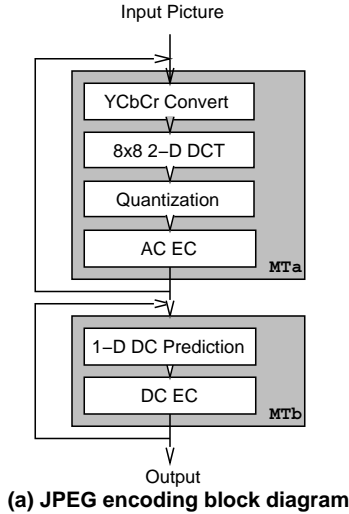 Input Picture
YCbCr Convert
8x8 2−D DCT
Quantization
AC EC
MTa
1−D DC Prediction
DC EC
MTb
Output
(a) JPEG encoding block diagram